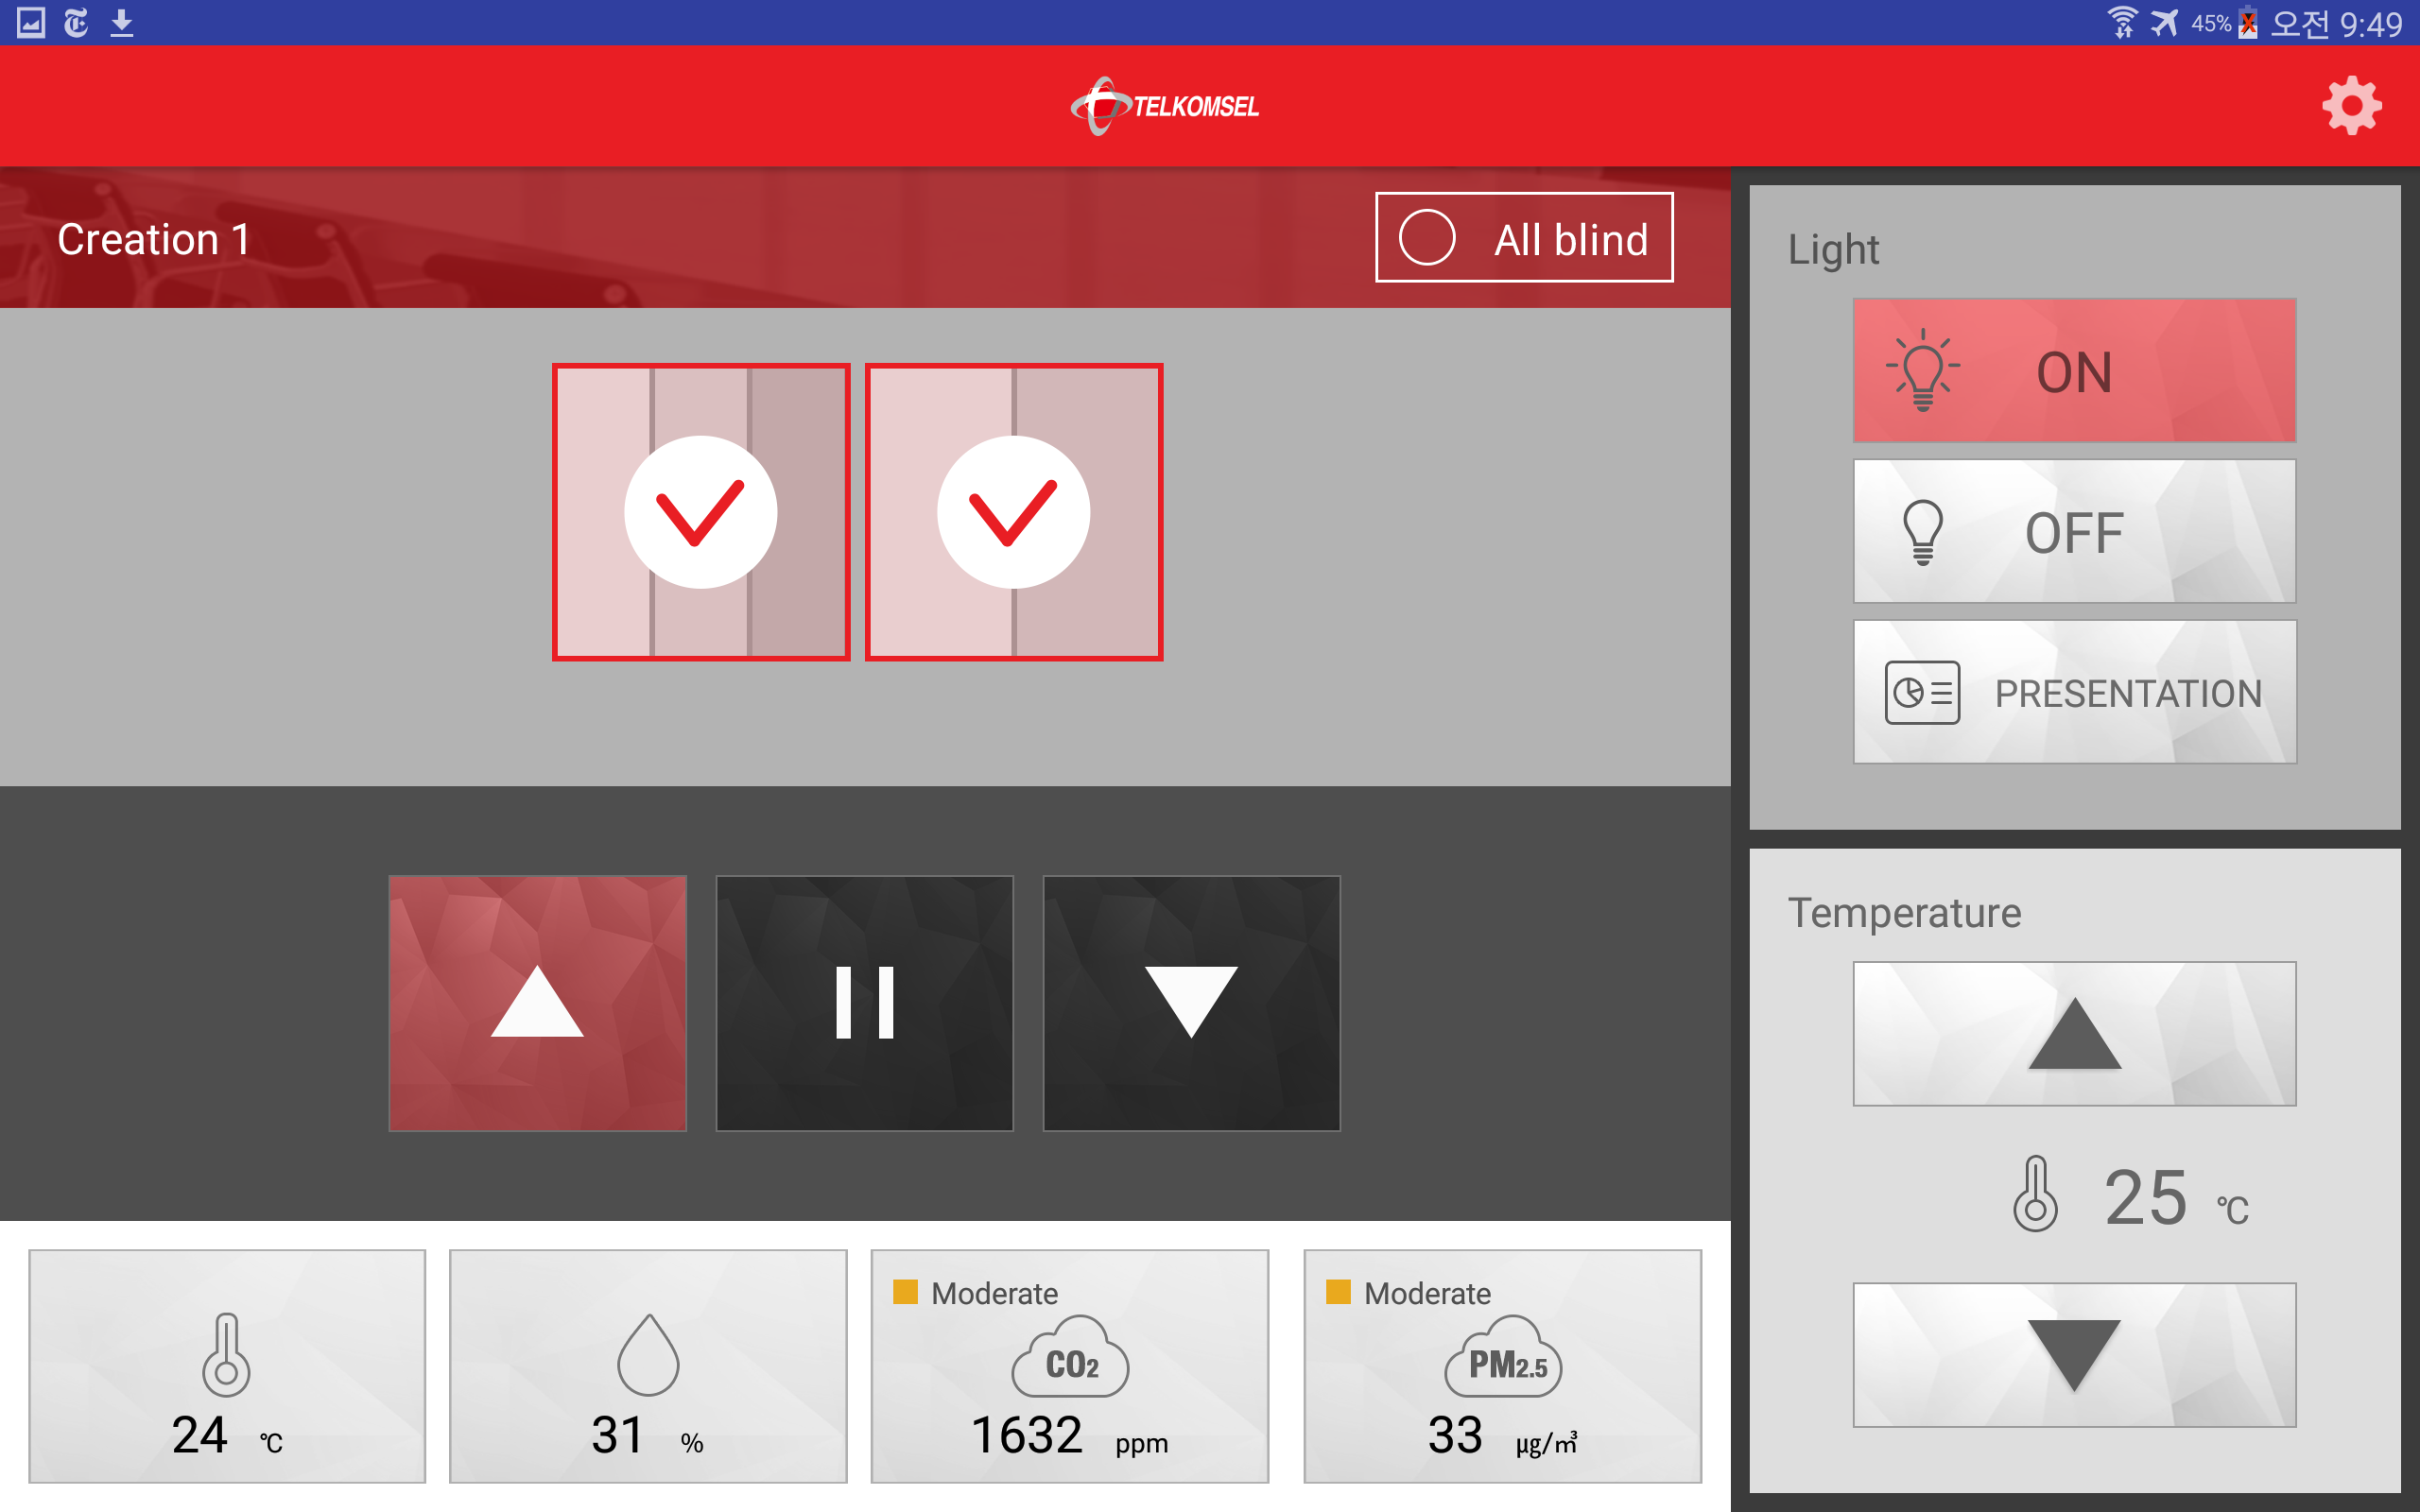 45% 오전 9:49
TELKOMSEL
Creation 1
All blind
Light
ON
OFF
PRESENTATION
Temperature
25 ℃
24 ℃
31 %
Moderate
CO2
1632 ppm
Moderate
PM2.5
33 µg/㎥